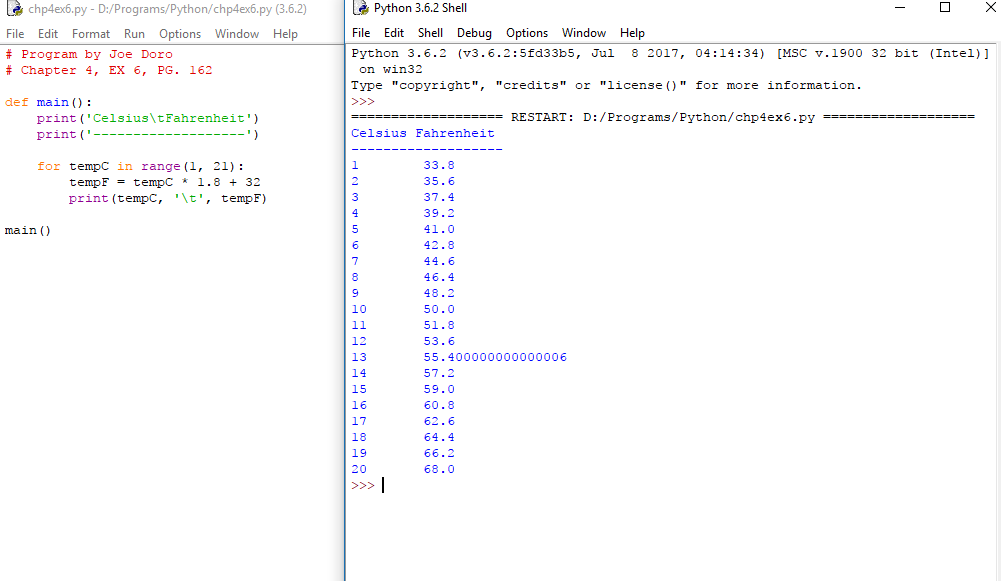 chp4ex6.py - D:/Programs/Python/chp4ex6.py (3.6.2)
File Edit Format Run Options Window Help
# Program by Joe Doro
# Chapter 4, EX 6, PG. 162
def main():
    print('Celsius\tFahrenheit')
    print('-------------------')
    for tempC in range(1, 21):
        tempF = tempC * 1.8 + 32
        print(tempC, '\t', tempF)
main()
Python 3.6.2 Shell
File Edit Shell Debug Options Window Help
Python 3.6.2 (v3.6.2:5fd33b5, Jul  8 2017, 04:14:34) [MSC v.1900 32 bit (Intel)]
 on win32
Type "copyright", "credits" or "license()" for more information.
>>>
=================== RESTART: D:/Programs/Python/chp4ex6.py ===================
Celsius Fahrenheit
-------------------
1 33.8
2 35.6
3 37.4
4 39.2
5 41.0
6 42.8
7 44.6
8 46.4
9 48.2
10 50.0
11 51.8
12 53.6
13 55.400000000000006
14 57.2
15 59.0
16 60.8
17 62.6
18 64.4
19 66.2
20 68.0
>>>